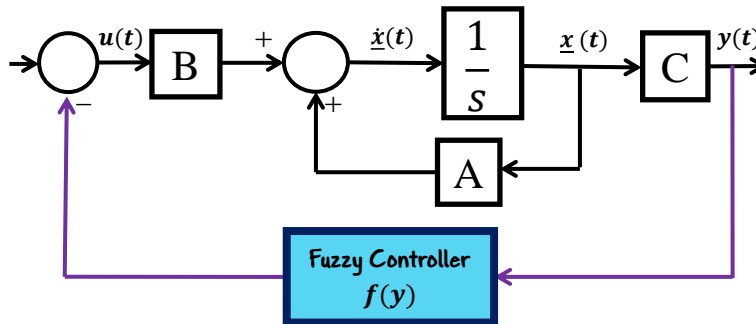 u(t)
B
+
+
ẋ(t)
1
s
x(t)
C
y(t)
A
−
Fuzzy Controller
f(y)